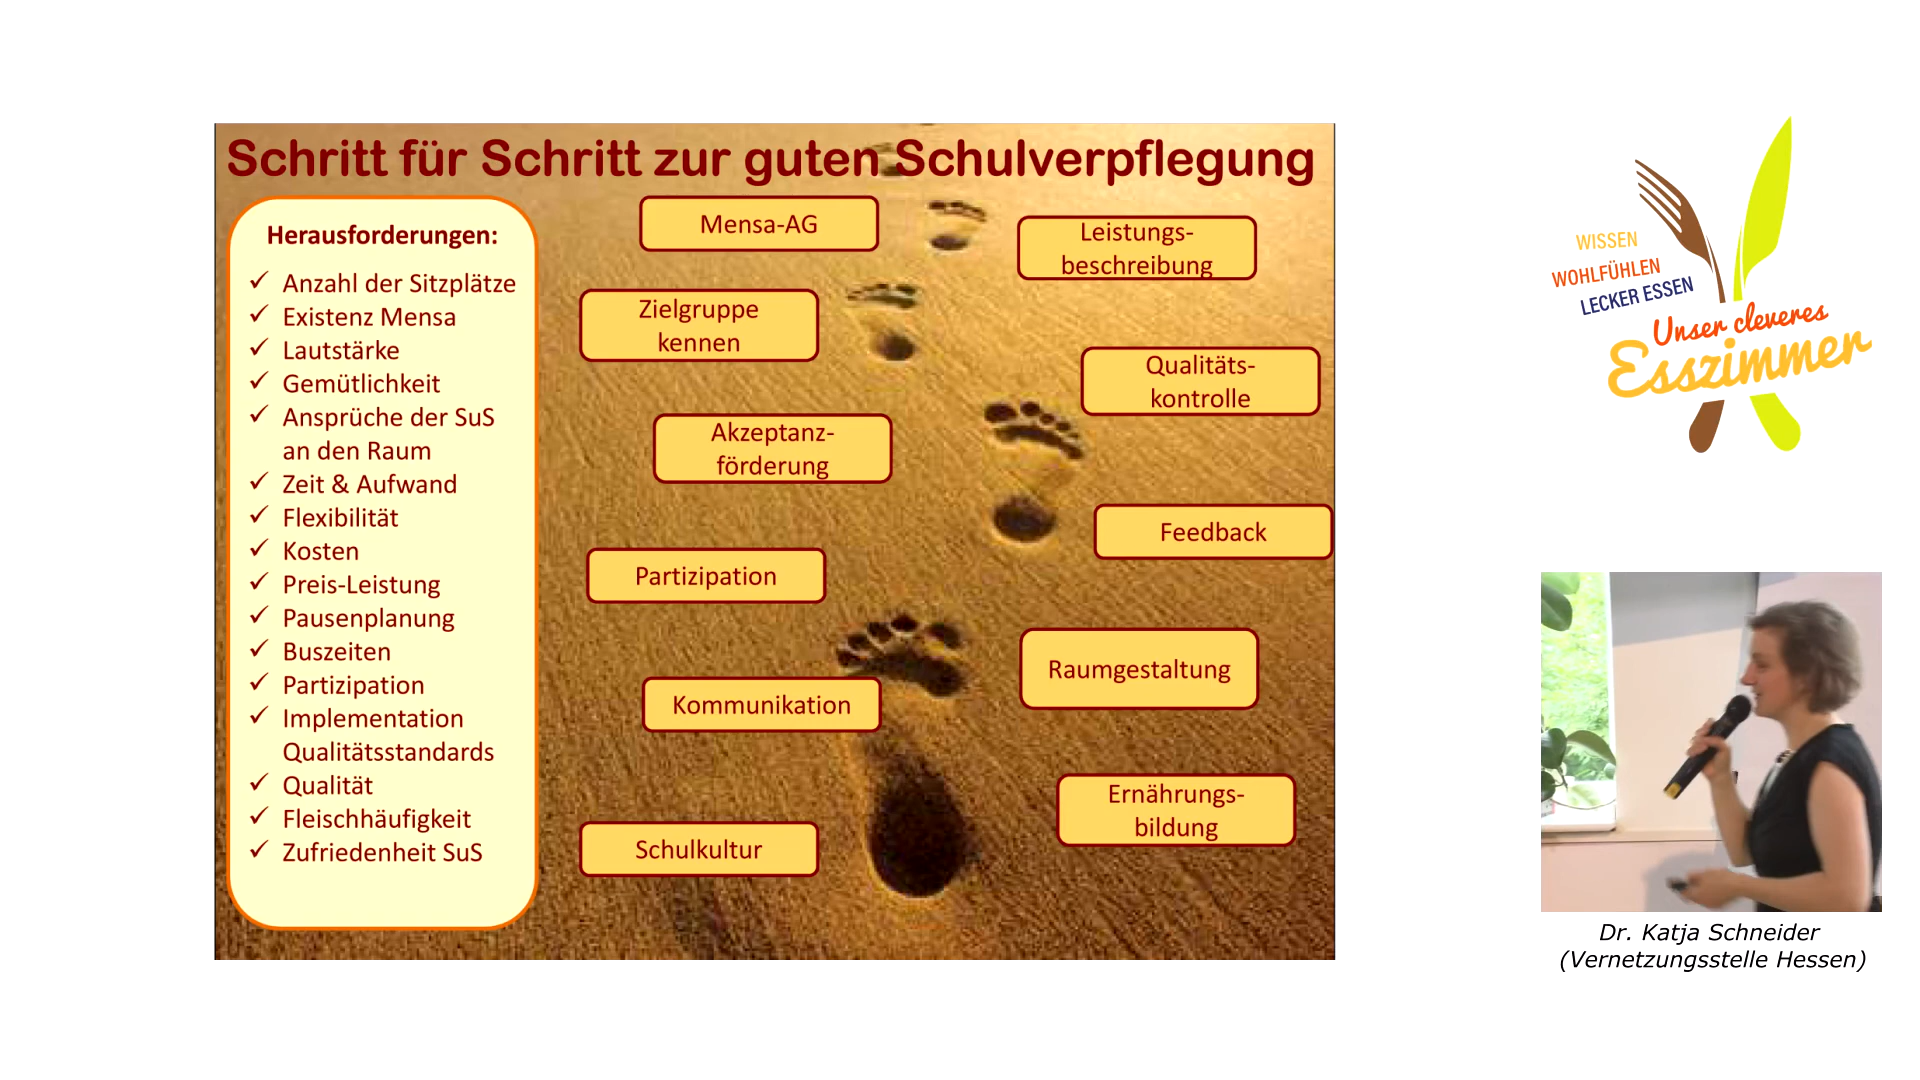 Schritt für Schritt zur guten Schulverpflegung
Herausforderungen:
✓ Anzahl der Sitzplätze
✓ Existenz Mensa
✓ Lautstärke
✓ Gemütlichkeit
✓ Ansprüche der SuS
an den Raum
✓ Zeit & Aufwand
✓ Flexibilität
✓ Kosten
✓ Preis-Leistung
✓ Pausenplanung
✓ Buszeiten
✓ Partizipation
✓ Implementation
Qualitätsstandards
✓ Qualität
✓ Fleischhäufigkeit
✓ Zufriedenheit SuS
Mensa-AG
Zielgruppe
kennen
Akzeptanz-
förderung
Partizipation
Kommunikation
Schulkultur
Leistungs-
beschreibung
Qualitäts-
kontrolle
Feedback
Raumgestaltung
Ernährungs-
bildung
WISSEN
WOHLFÜHLEN
LECKER ESSEN
Unser cleveres
Esszimmer
Dr. Katja Schneider
(Vernetzungsstelle Hessen)